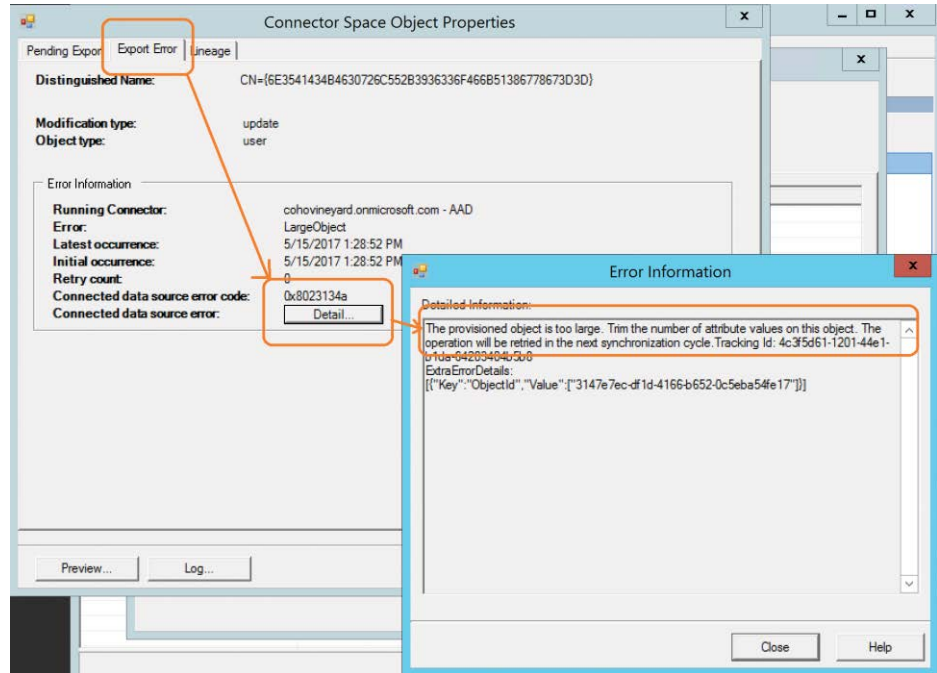 Connector Space Object Properties
Pending Expor
Export Error
Lineage
Distinguished Name: CN={6E3541434B4630726C552B3936336F466B51386778673D3D}
Modification type: update
Object type: user
Error Information
Running Connector: cohovineyard.onmicrosoft.com - AAD
Error: LargeObject
Latest occurrence: 5/15/2017 1:28:52 PM
Initial occurrence: 5/15/2017 1:28:52 PM
Retry count: 0
Connected data source error code: 0x8023134a
Connected data source error: Detail...
Preview...
Log...
Error Information
Detailed Information:
The provisioned object is too large. Trim the number of attribute values on this object. The
operation will be retried in the next synchronization cycle.Tracking Id: 4c3f5d61-1201-44e1-
ExtraErrorDetails:
[{"Key":"ObjectId","Value":["3147e7ec-df1d-4166-b652-0c5eba54fe17"]}]
Close
Help